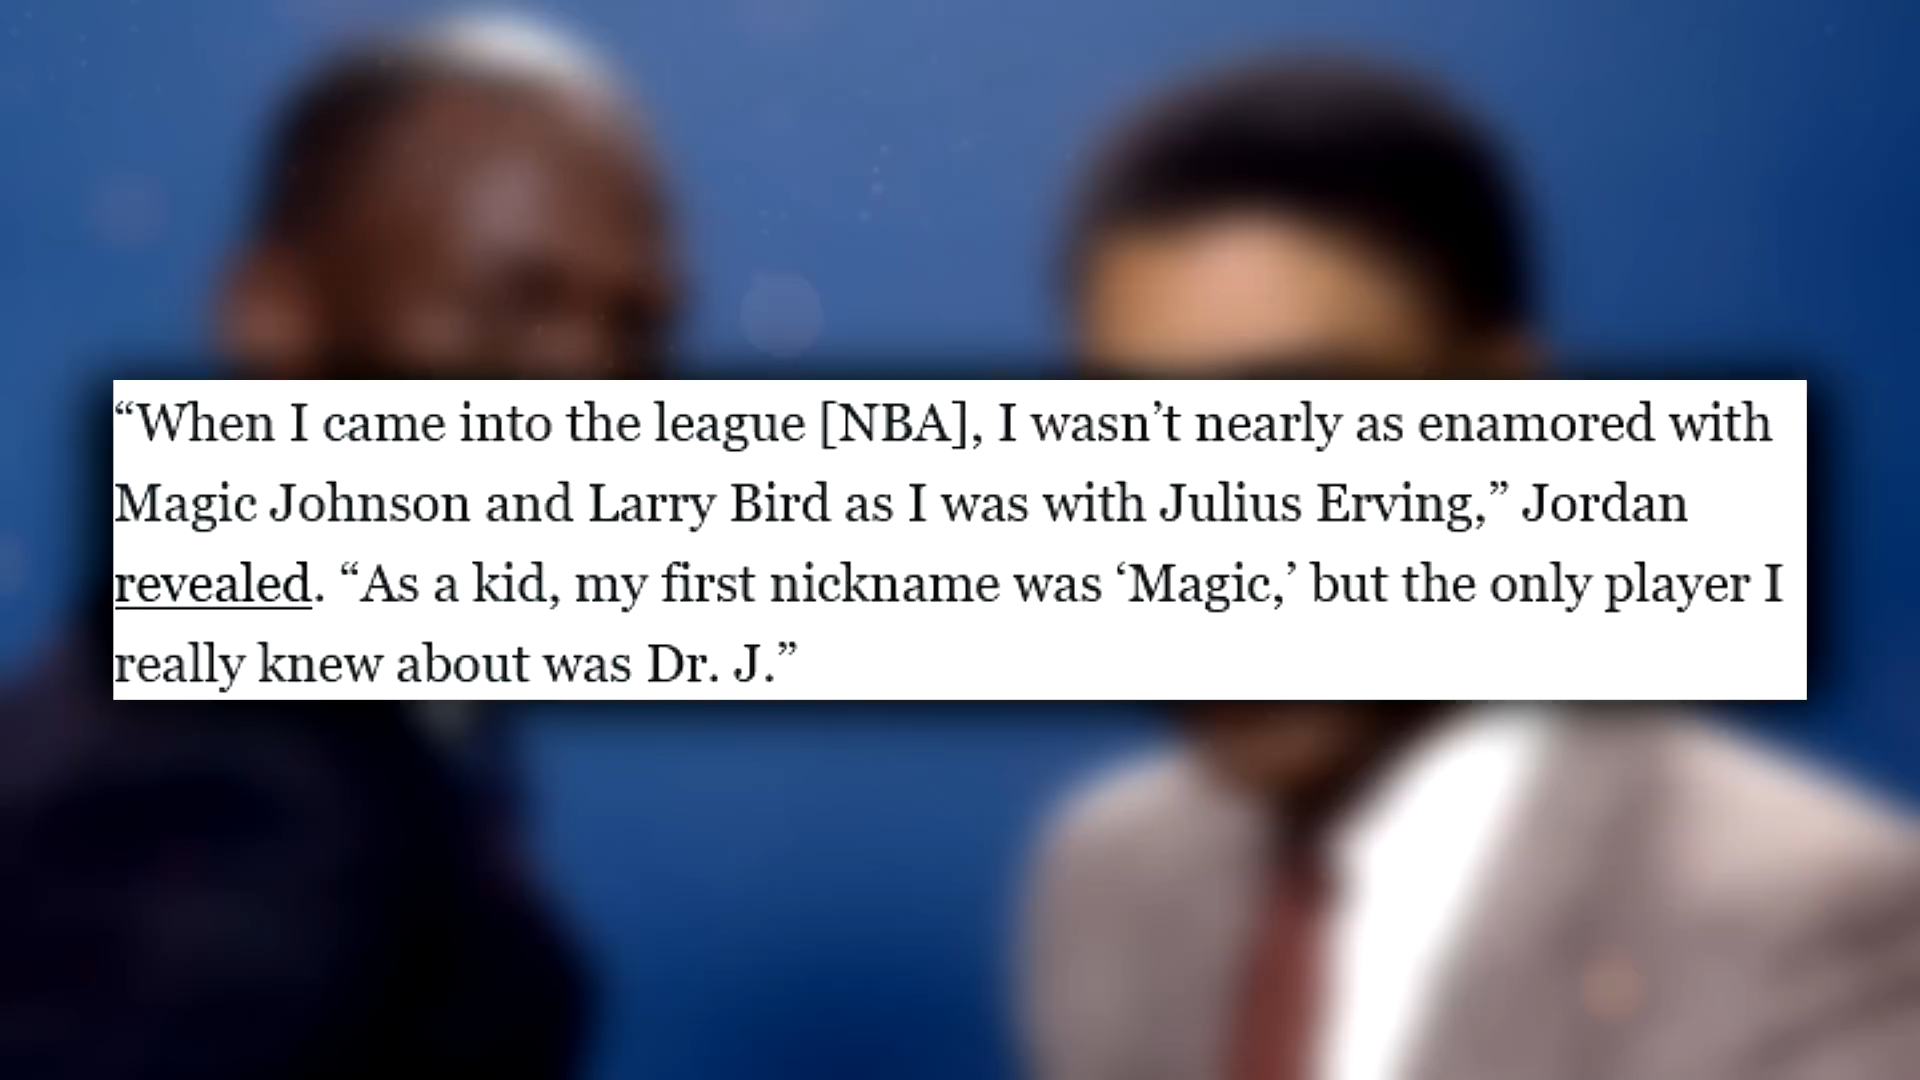 “When I came into the league [NBA], I wasn’t nearly as enamored with
Magic Johnson and Larry Bird as I was with Julius Erving,” Jordan
revealed. “As a kid, my first nickname was ‘Magic,’ but the only player I
really knew about was Dr. J.”